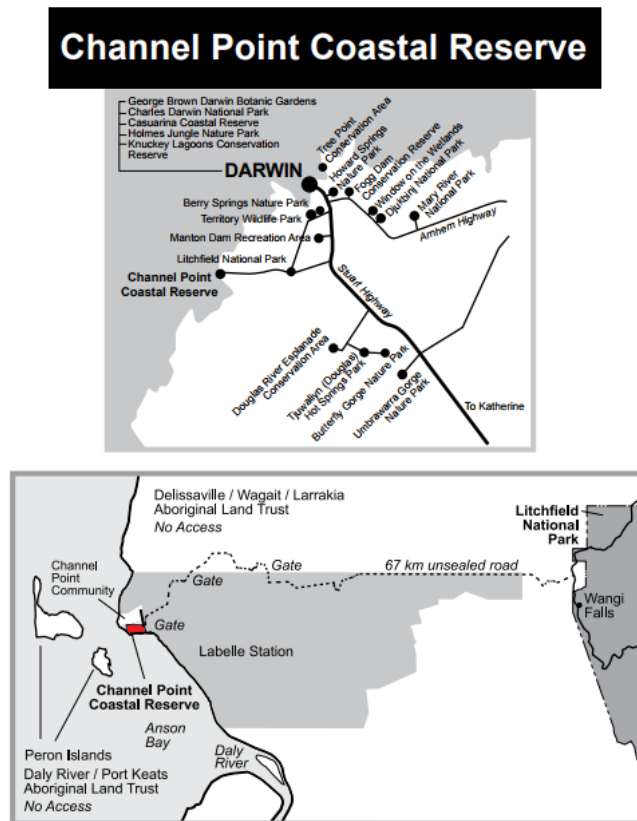 Channel Point Coastal Reserve
George Brown Darwin Botanic Gardens
Charles Darwin National Park
Casuarina Coastal Reserve
Holmes Jungle Nature Park
Knuckey Lagoons Conservation
Reserve
DARWIN
Tree Point
Conservation Area
Howard Springs
Nature Park
Fogg Dam
Conservation Reserve
Window on the Wetlands
Djukbinj National Park
Mary River
National Park
Berry Springs Nature Park
Territory Wildlife Park
Manton Dam Recreation Area
Arnhem Highway
Litchfield National Park
Channel Point
Coastal Reserve
Stuart Highway
Douglas River Esplanade
Conservation Area
Tjuwaliyn (Douglas)
Hot Springs Park
Butterfly Gorge Nature Park
Umbrawarra Gorge
Nature Park
To Katherine
Delissaville / Wagait / Larrakia
Aboriginal Land Trust
No Access
Litchfield
National
Park
Channel
Point
Community
Gate
Gate
67 km unsealed road
Gate
Wangi
Falls
Labelle Station
Channel Point
Coastal Reserve
Anson
Bay
Daly
River
Peron Islands
Daly River / Port Keats
Aboriginal Land Trust
No Access